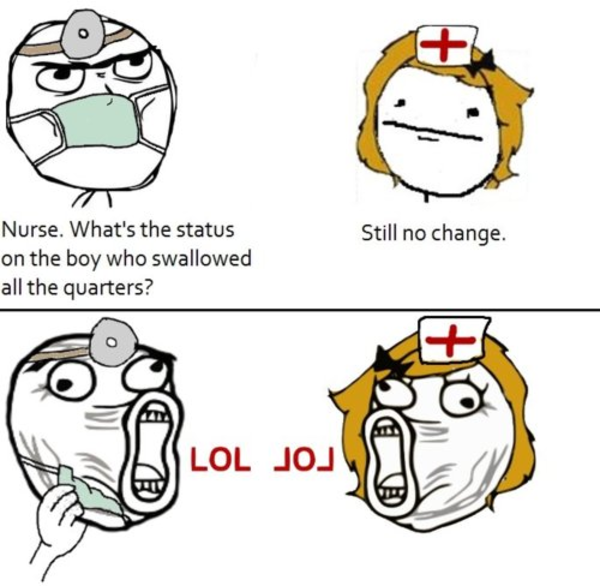 Nurse. What's the status
on the boy who swallowed
all the quarters?
Still no change.
LOL LOL